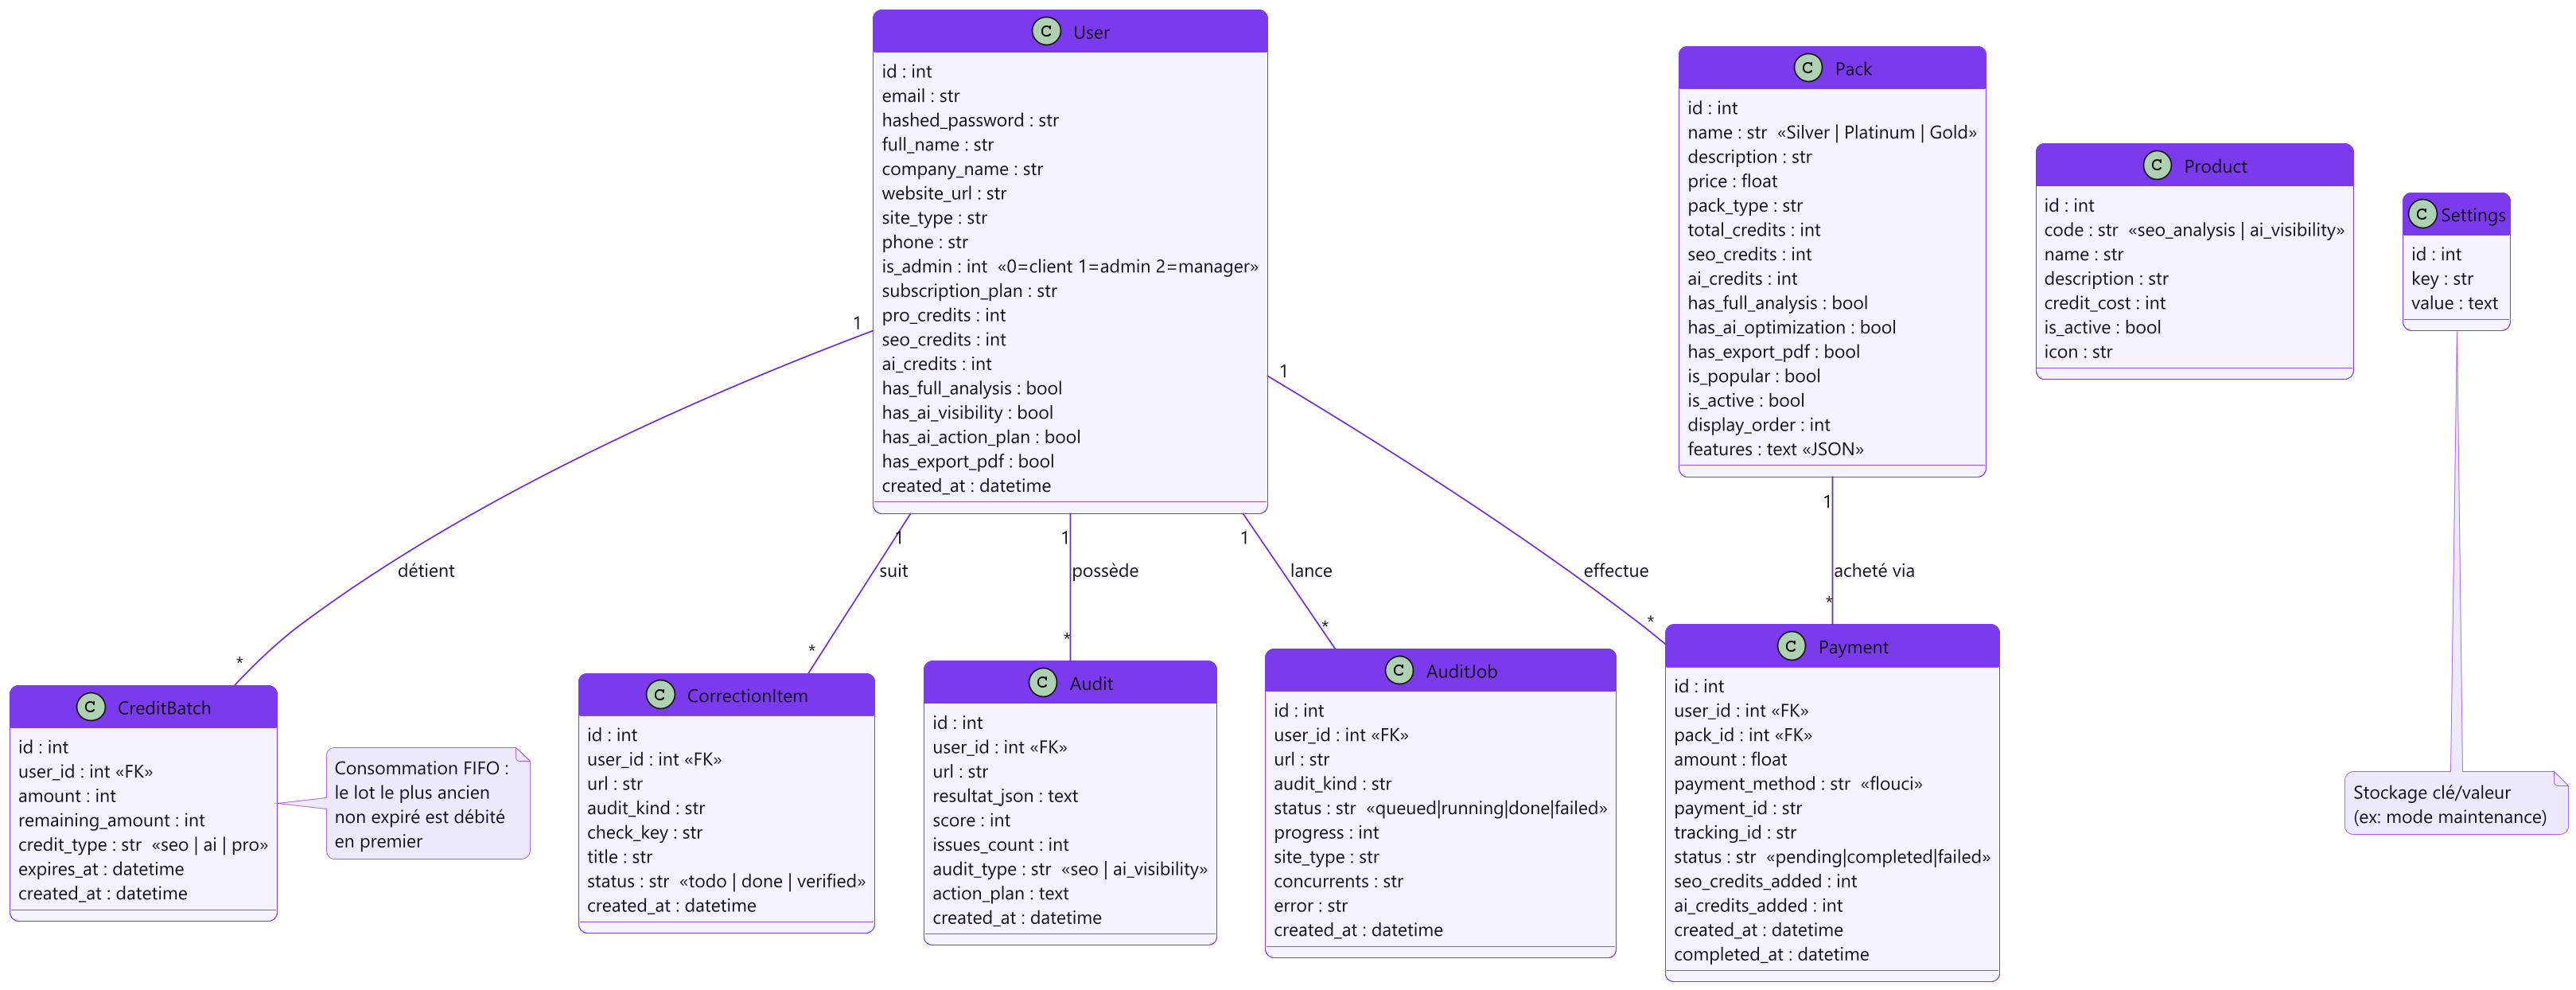 C User
id : int
email : str
hashed_password : str
full_name : str
company_name : str
website_url : str
site_type : str
phone : str
is_admin : int «0=client 1=admin 2=manager»
subscription_plan : str
pro_credits : int
seo_credits : int
ai_credits : int
has_full_analysis : bool
has_ai_visibility : bool
has_ai_action_plan : bool
has_export_pdf : bool
created_at : datetime
C Pack
id : int
name : str «Silver | Platinum | Gold»
description : str
price : float
pack_type : str
total_credits : int
seo_credits : int
ai_credits : int
has_full_analysis : bool
has_ai_optimization : bool
has_export_pdf : bool
is_popular : bool
is_active : bool
display_order : int
features : text «JSON»
C Product
id : int
code : str «seo_analysis | ai_visibility»
name : str
description : str
credit_cost : int
is_active : bool
icon : str
C Settings
id : int
key : str
value : text
1
détient
*
1
suit
*
1
possède
*
1
lance
*
1
effectue
*
1
acheté via
*
C CreditBatch
id : int
user_id : int «FK»
amount : int
remaining_amount : int
credit_type : str «seo | ai | pro»
expires_at : datetime
created_at : datetime
Consommation FIFO :
le lot le plus ancien
non expiré est débité
en premier
C CorrectionItem
id : int
user_id : int «FK»
url : str
audit_kind : str
check_key : str
title : str
status : str «todo | done | verified»
created_at : datetime
C Audit
id : int
user_id : int «FK»
url : str
resultat_json : text
score : int
issues_count : int
audit_type : str «seo | ai_visibility»
action_plan : text
created_at : datetime
C AuditJob
id : int
user_id : int «FK»
url : str
audit_kind : str
status : str «queued|running|done|failed»
progress : int
site_type : str
concurrents : str
error : str
created_at : datetime
C Payment
id : int
user_id : int «FK»
pack_id : int «FK»
amount : float
payment_method : str «flouci»
payment_id : str
tracking_id : str
status : str «pending|completed|failed»
seo_credits_added : int
ai_credits_added : int
created_at : datetime
completed_at : datetime
Stockage clé/valeur
(ex: mode maintenance)